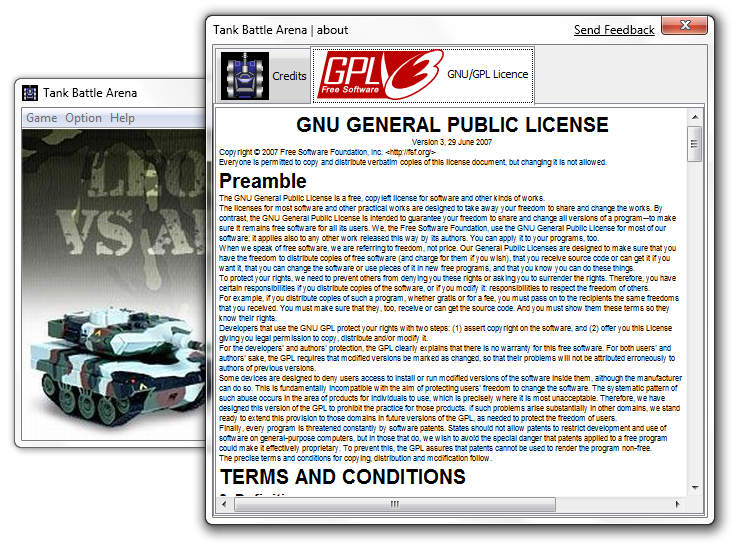 Tank Battle Arena | about
Send Feedback
Credits
GPL 3
Free Software
GNU/GPL Licence
Tank Battle Arena
Game Option Help
VS A
GNU GENERAL PUBLIC LICENSE
Version 3, 29 June 2007
Copyright © 2007 Free Software Foundation, Inc. <http://fsf.org/>
Everyone is permitted to copy and distribute verbatim copies of this license document, but changing it is not allowed.
Preamble
The GNU General Public License is a free, copyleft license for software and other kinds of works.
The licenses for most software and other practical works are designed to take away your freedom to share and change the works. By
contrast, the GNU General Public License is intended to guarantee your freedom to share and change all versions of a program—to make
sure it remains free software for all its users. We, the Free Software Foundation, use the GNU General Public License for most of our
software; it applies also to any other work released this way by its authors. You can apply it to your programs, too.
When we speak of free software, we are referring to freedom, not price. Our General Public Licenses are designed to make sure that you
have the freedom to distribute copies of free software (and charge for them if you wish), that you receive source code or can get it if you
want it, that you can change the software or use pieces of it in new free programs, and that you know you can do these things.
To protect your rights, we need to prevent others from denying you these rights or asking you to surrender the rights. Therefore, you have
certain responsibilities if you distribute copies of the software, or if you modify it: responsibilities to respect the freedom of others.
For example, if you distribute copies of such a program, whether gratis or for a fee, you must pass on to the recipients the same freedoms
that you received. You must make sure that they, too, receive or can get the source code. And you must show them these terms so they
know their rights.
Developers that use the GNU GPL protect your rights with two steps: (1) assert copyright on the software, and (2) offer you this License
giving you legal permission to copy, distribute and/or modify it.
For the developers' and authors' protection, the GPL clearly explains that there is no warranty for this free software. For both users' and
authors' sake, the GPL requires that modified versions be marked as changed, so that their problems will not be attributed erroneously to
authors of previous versions.
Some devices are designed to deny users access to install or run modified versions of the software inside them, although the manufacturer
can do so. This is fundamentally incompatible with the aim of protecting users' freedom to change the software. The systematic pattern of
such abuse occurs in the area of products for individuals to use, which is precisely where it is most unacceptable. Therefore, we have
designed this version of the GPL to prohibit the practice for those products. If such problems arise substantially in other domains, we stand
ready to extend this provision to those domains in future versions of the GPL, as needed to protect the freedom of users.
Finally, every program is threatened constantly by software patents. States should not allow patents to restrict development and use of
software on general-purpose computers, but in those that do, we wish to avoid the special danger that patents applied to a free program
could make it effectively proprietary. To prevent this, the GPL assures that patents cannot be used to render the program non-free.
The precise terms and conditions for copying, distribution and modification follow.
TERMS AND CONDITIONS